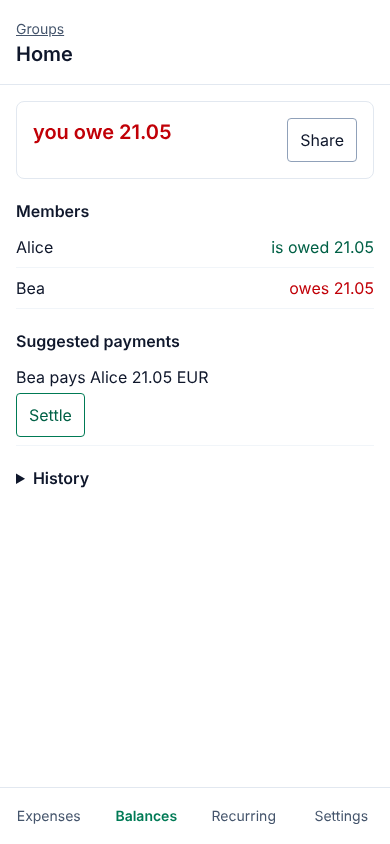 Groups
Home
you owe 21.05
Share
Members
Alice
is owed 21.05
Bea
owes 21.05
Suggested payments
Bea pays Alice 21.05 EUR
Settle
History
Expenses
Balances
Recurring
Settings